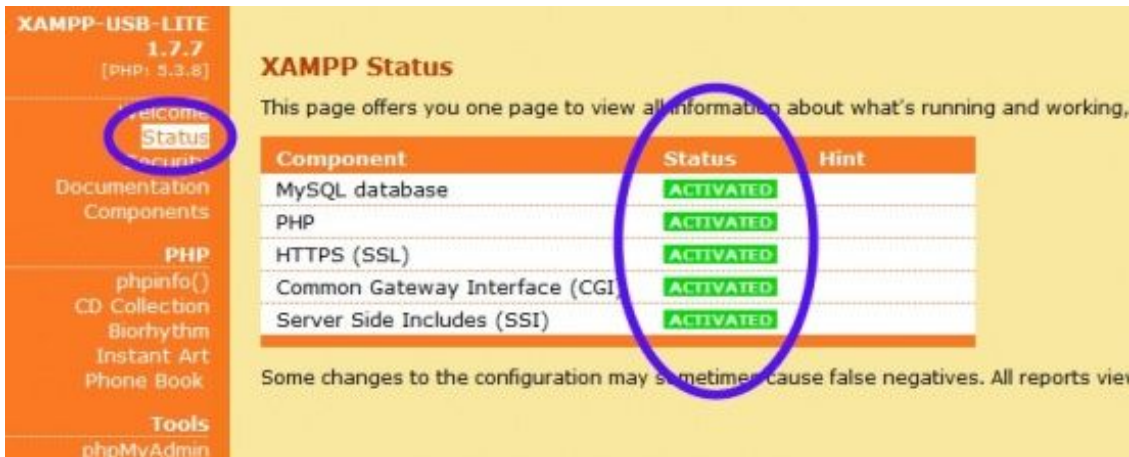 XAMPP-USB-LITE
1.7.7
[PHP: 5.3.8]
Welcome
Status
Security
Documentation
Components
PHP
phpinfo()
CD Collection
Biorhythm
Instant Art
Phone Book
Tools
phpMyAdmin
XAMPP Status
This page offers you one page to view all information about what's running and working,
Component Status Hint
MySQL database ACTIVATED
PHP ACTIVATED
HTTPS (SSL) ACTIVATED
Common Gateway Interface (CGI) ACTIVATED
Server Side Includes (SSI) ACTIVATED
Some changes to the configuration may sometimes cause false negatives. All reports